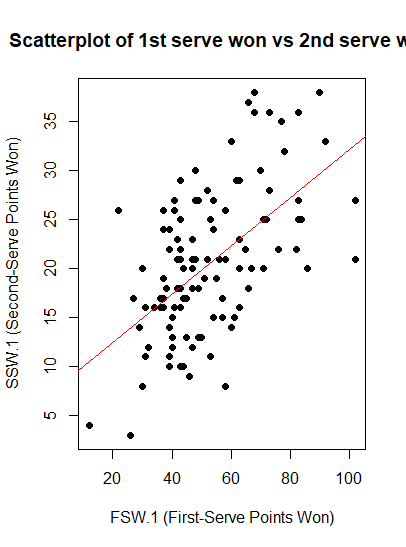 Scatterplot of 1st serve won vs 2nd serve w
SSW.1 (Second-Serve Points Won)
35
30
25
20
15
10
5
20 40 60 80 100
FSW.1 (First-Serve Points Won)